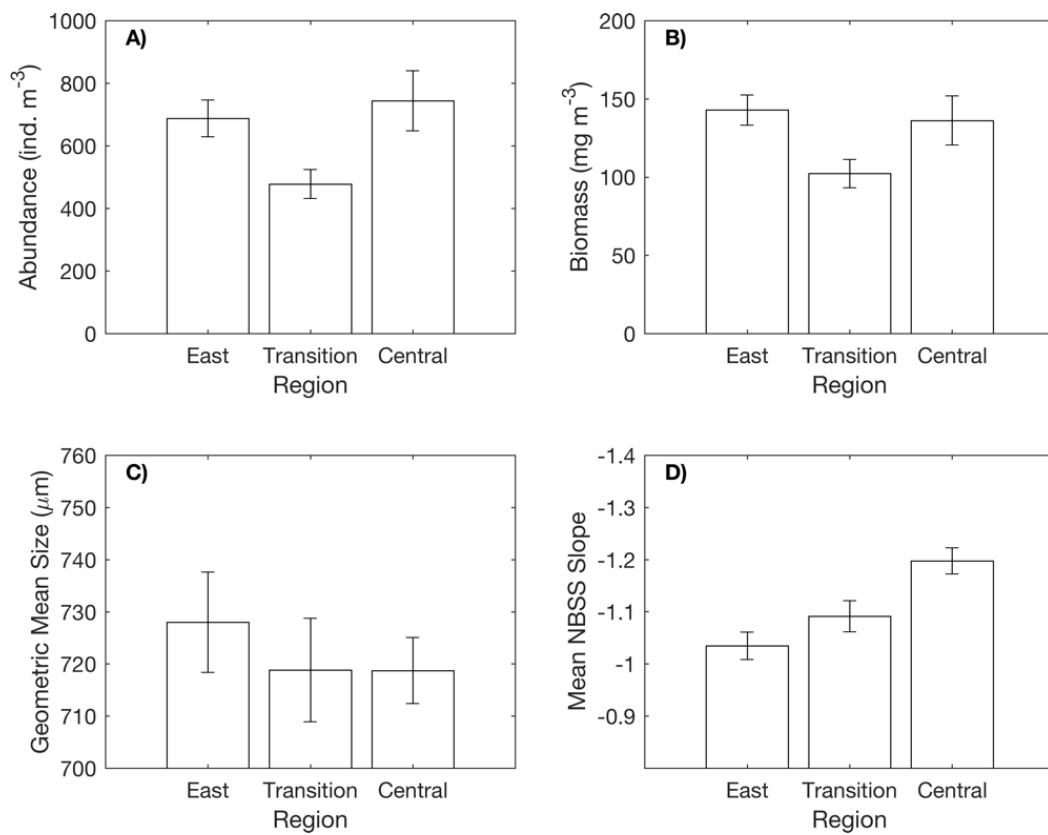 A)
Abundance (ind. m-3)
1000
800
600
400
200
0
East Transition Central
Region
B)
Biomass (mg m-3)
200
150
100
50
0
East Transition Central
Region
C)
Geometric Mean Size (μm)
760
750
740
730
720
710
700
East Transition Central
Region
D)
Mean NBSS Slope
-1.4
-1.3
-1.2
-1.1
-1
-0.9
East Transition Central
Region